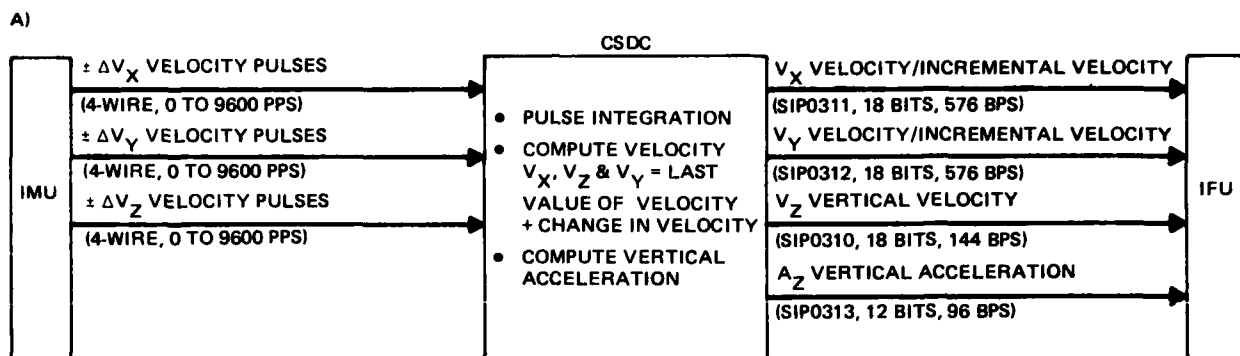 A)
CSDC
IMU
± ΔVX VELOCITY PULSES
(4-WIRE, 0 TO 9600 PPS)
± ΔVY VELOCITY PULSES
(4-WIRE, 0 TO 9600 PPS)
± ΔVZ VELOCITY PULSES
(4-WIRE, 0 TO 9600 PPS)
• PULSE INTEGRATION
• COMPUTE VELOCITY
VX, VZ & VY = LAST
VALUE OF VELOCITY
+ CHANGE IN VELOCITY
• COMPUTE VERTICAL
ACCELERATION
VX VELOCITY/INCREMENTAL VELOCITY
(SIP0311, 18 BITS, 576 BPS)
VY VELOCITY/INCREMENTAL VELOCITY
(SIP0312, 18 BITS, 576 BPS)
VZ VERTICAL VELOCITY
(SIP0310, 18 BITS, 144 BPS)
AZ VERTICAL ACCELERATION
(SIP0313, 12 BITS, 96 BPS)
IFU